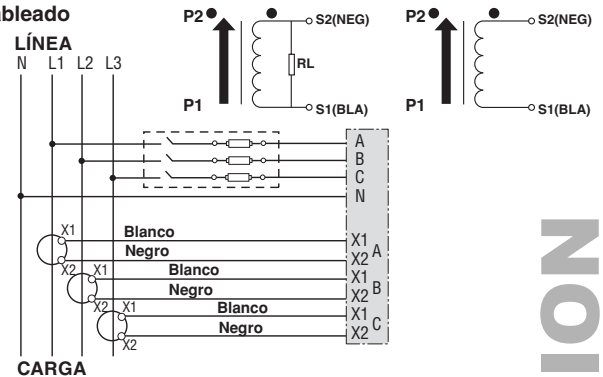 ableado
LÍNEA
N L1 L2 L3
P2
S2(NEG)
RL
P1
S1(BLA)
P2
S2(NEG)
P1
S1(BLA)
A
B
C
N
X1
Blanco
X1
Negro
X2
A
X2
X1
Blanco
X1
Negro
X2
B
X2
X1
Blanco
X1
Negro
X2
C
X2
CARGA
ION